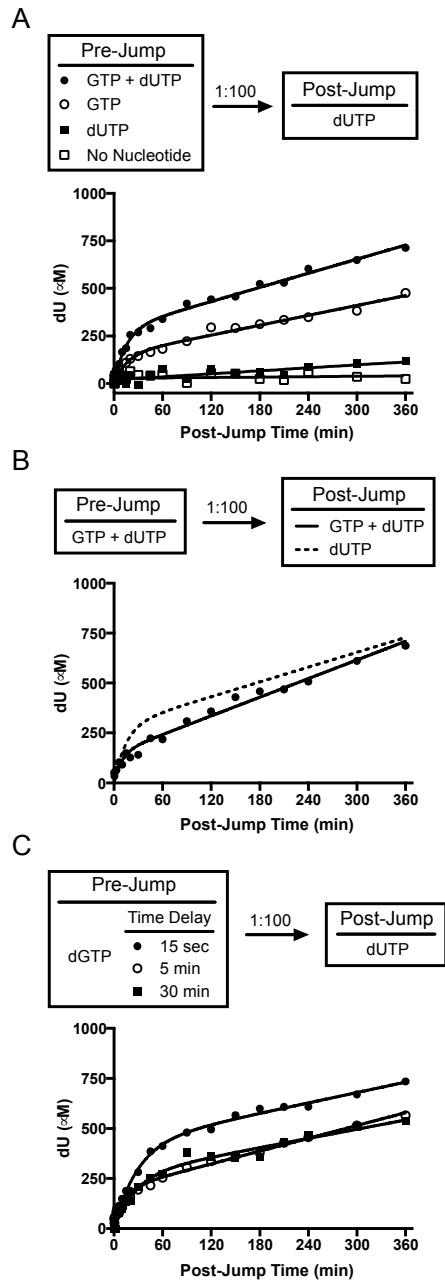 A
Pre-Jump
GTP + dUTP
GTP
dUTP
No Nucleotide
1:100
Post-Jump
dUTP
1000
750
500
250
0
dU (∝M)
0 60 120 180 240 300 360
Post-Jump Time (min)
B
Pre-Jump
GTP + dUTP
1:100
Post-Jump
GTP + dUTP
dUTP
1000
750
500
250
0
dU (∝M)
0 60 120 180 240 300 360
Post-Jump Time (min)
C
Pre-Jump
Time Delay
dGTP
15 sec
5 min
30 min
1:100
Post-Jump
dUTP
1000
750
500
250
0
dU (∝M)
0 60 120 180 240 300 360
Post-Jump Time (min)